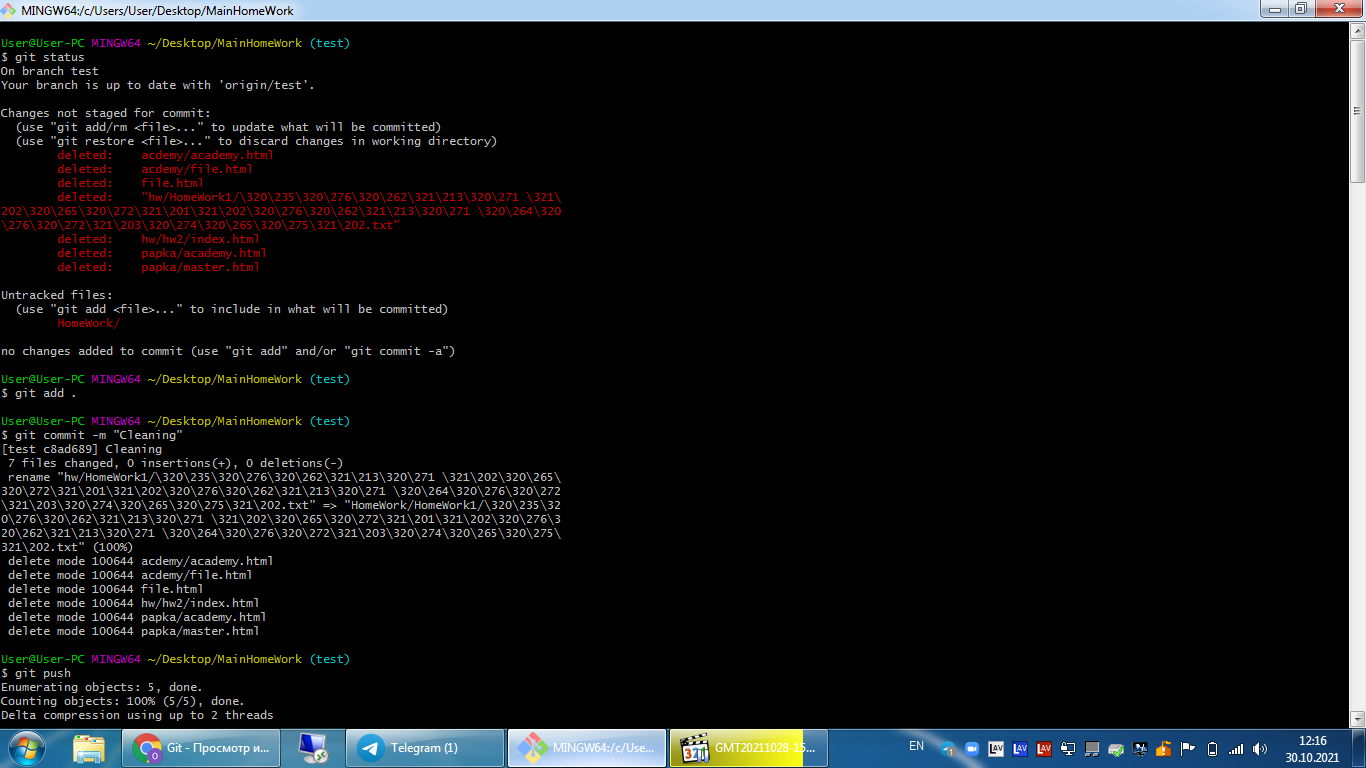 MINGW64:/c/Users/User/Desktop/MainHomeWork
User@User-PC MINGW64 ~/Desktop/MainHomeWork (test)
$ git status
On branch test
Your branch is up to date with 'origin/test'.
Changes not staged for commit:
(use "git add/rm <file>..." to update what will be committed)
(use "git restore <file>..." to discard changes in working directory)
deleted: acdemy/academy.html
deleted: acdemy/file.html
deleted: file.html
deleted: "hw/HomeWork1/\320\235\320\276\320\262\321\213\320\271 \321\
202\320\265\320\272\321\201\321\202\320\276\320\262\321\213\320\271 \320\264\320
\276\320\272\321\203\320\274\320\265\320\275\321\202.txt"
deleted: hw/hw2/index.html
deleted: papka/academy.html
deleted: papka/master.html
Untracked files:
(use "git add <file>..." to include in what will be committed)
HomeWork/
no changes added to commit (use "git add" and/or "git commit -a")
User@User-PC MINGW64 ~/Desktop/MainHomeWork (test)
$ git add .
User@User-PC MINGW64 ~/Desktop/MainHomeWork (test)
$ git commit -m "Cleaning"
[test c8ad689] Cleaning
7 files changed, 0 insertions(+), 0 deletions(-)
rename "hw/HomeWork1/\320\235\320\276\320\262\321\213\320\271 \321\202\320\265\
320\272\321\201\321\202\320\276\320\262\321\213\320\271 \320\264\320\276\320\272
\321\203\320\274\320\265\320\275\321\202.txt" => "HomeWork/HomeWork1/\320\235\32
0\276\320\262\321\213\320\271 \321\202\320\265\320\272\321\201\321\202\320\276\3
20\262\321\213\320\271 \320\264\320\276\320\272\321\203\320\274\320\265\320\275\
321\202.txt" (100%)
delete mode 100644 acdemy/academy.html
delete mode 100644 acdemy/file.html
delete mode 100644 file.html
delete mode 100644 hw/hw2/index.html
delete mode 100644 papka/academy.html
delete mode 100644 papka/master.html
User@User-PC MINGW64 ~/Desktop/MainHomeWork (test)
$ git push
Enumerating objects: 5, done.
Counting objects: 100% (5/5), done.
Delta compression using up to 2 threads
Git - Просмотр и...
Telegram (1)
MINGW64:/c/Use...
321
GMT20211028-15...
EN
LAV
LAV
LAV
12:16
30.10.2021